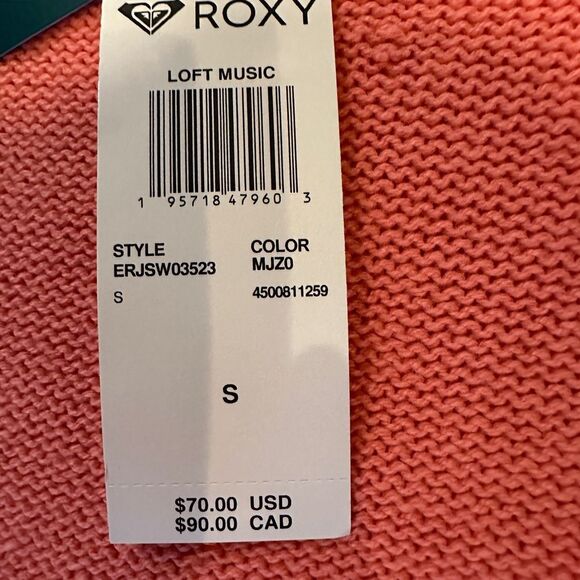 ROXY
LOFT MUSIC
1 95718 47960 3
STYLE COLOR
ERJSW03523 MJZ0
S 4500811259
S
$70.00 USD
$90.00 CAD